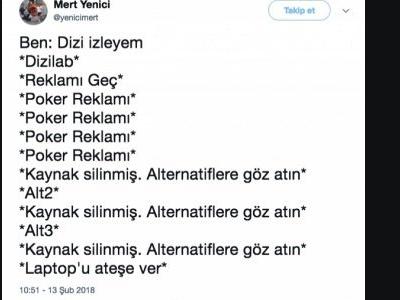 Mert Yenici
@yenicimert
Takip et
Ben: Dizi izleyem
*Dizilab*
*Reklamı Geç*
*Poker Reklamı*
*Poker Reklamı*
*Poker Reklamı*
*Poker Reklamı*
*Kaynak silinmiş. Alternatiflere göz atın*
*Alt2*
*Kaynak silinmiş. Alternatiflere göz atın*
*Alt3*
*Kaynak silinmiş. Alternatiflere göz atın*
*Laptop'u ateşe ver*
10:51 - 13 Şub 2018